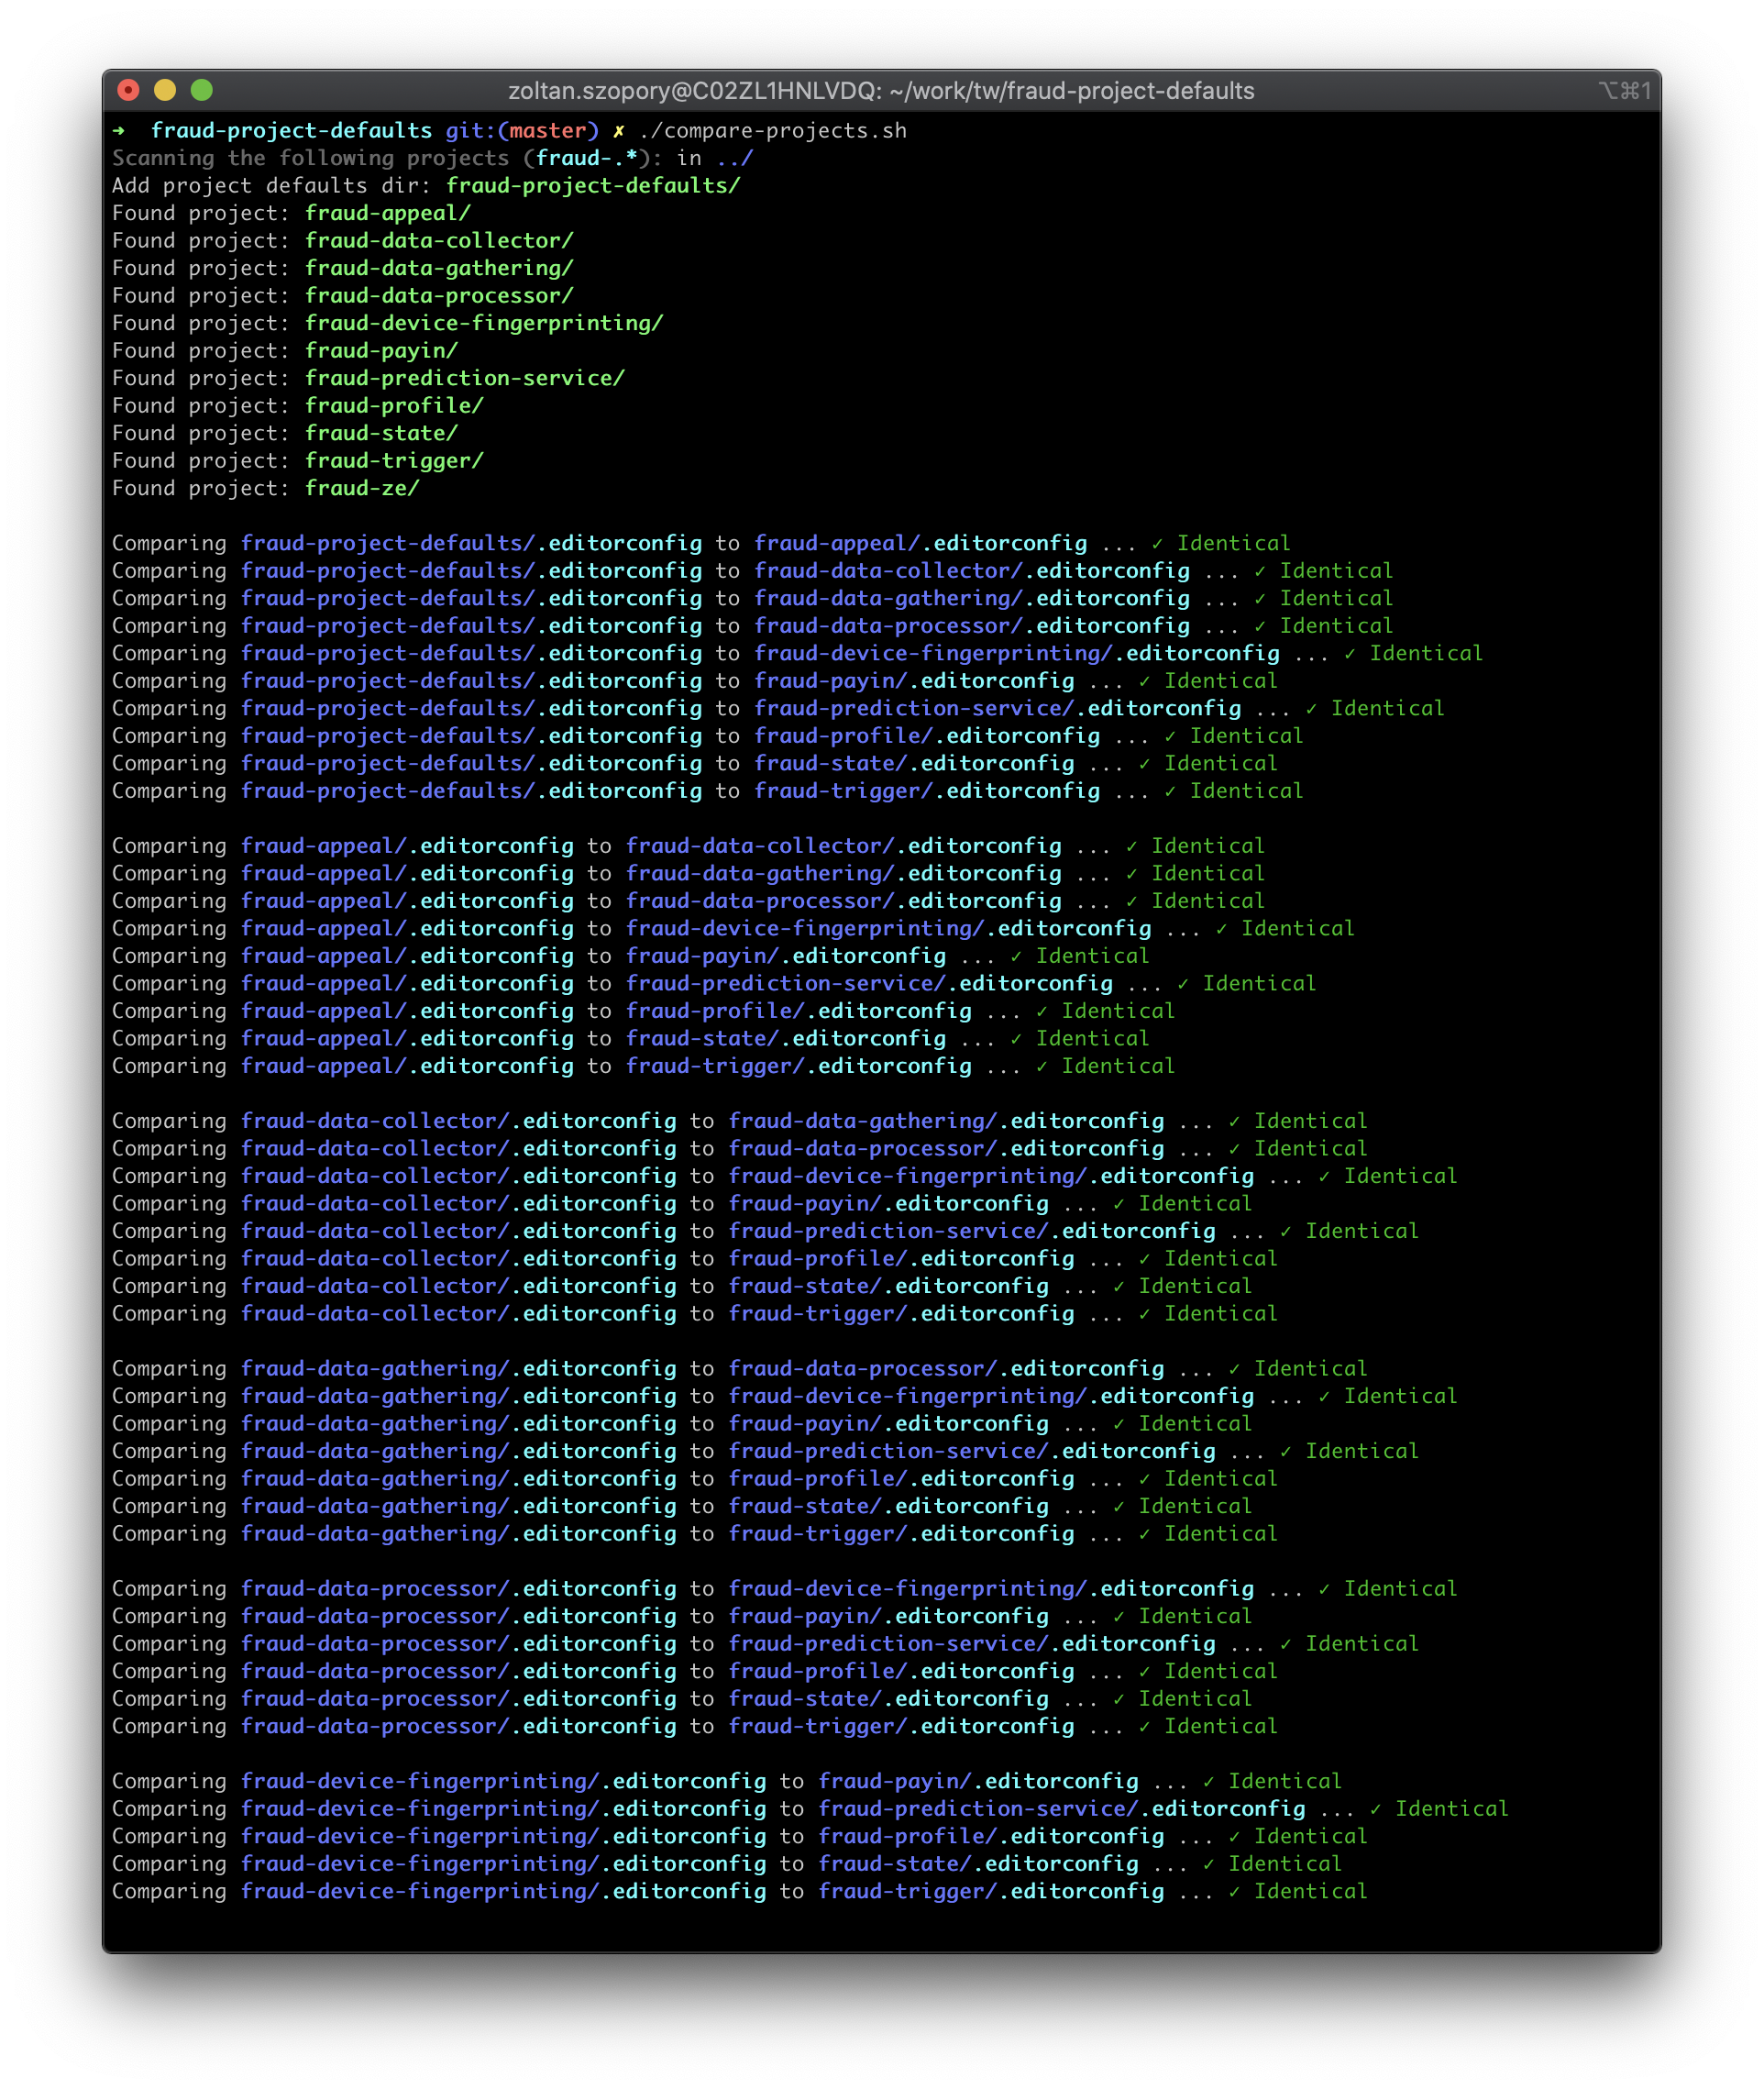 zoltan.szopory@C02ZL1HNLVDQ: ~/work/tw/fraud-project-defaults ⌥⌘1
➜  fraud-project-defaults git:(master) ✗ ./compare-projects.sh
Scanning the following projects (fraud-.*): in ../
Add project defaults dir: fraud-project-defaults/
Found project: fraud-appeal/
Found project: fraud-data-collector/
Found project: fraud-data-gathering/
Found project: fraud-data-processor/
Found project: fraud-device-fingerprinting/
Found project: fraud-payin/
Found project: fraud-prediction-service/
Found project: fraud-profile/
Found project: fraud-state/
Found project: fraud-trigger/
Found project: fraud-ze/
Comparing fraud-project-defaults/.editorconfig to fraud-appeal/.editorconfig ... ✓ Identical
Comparing fraud-project-defaults/.editorconfig to fraud-data-collector/.editorconfig ... ✓ Identical
Comparing fraud-project-defaults/.editorconfig to fraud-data-gathering/.editorconfig ... ✓ Identical
Comparing fraud-project-defaults/.editorconfig to fraud-data-processor/.editorconfig ... ✓ Identical
Comparing fraud-project-defaults/.editorconfig to fraud-device-fingerprinting/.editorconfig ... ✓ Identical
Comparing fraud-project-defaults/.editorconfig to fraud-payin/.editorconfig ... ✓ Identical
Comparing fraud-project-defaults/.editorconfig to fraud-prediction-service/.editorconfig ... ✓ Identical
Comparing fraud-project-defaults/.editorconfig to fraud-profile/.editorconfig ... ✓ Identical
Comparing fraud-project-defaults/.editorconfig to fraud-state/.editorconfig ... ✓ Identical
Comparing fraud-project-defaults/.editorconfig to fraud-trigger/.editorconfig ... ✓ Identical
Comparing fraud-appeal/.editorconfig to fraud-data-collector/.editorconfig ... ✓ Identical
Comparing fraud-appeal/.editorconfig to fraud-data-gathering/.editorconfig ... ✓ Identical
Comparing fraud-appeal/.editorconfig to fraud-data-processor/.editorconfig ... ✓ Identical
Comparing fraud-appeal/.editorconfig to fraud-device-fingerprinting/.editorconfig ... ✓ Identical
Comparing fraud-appeal/.editorconfig to fraud-payin/.editorconfig ... ✓ Identical
Comparing fraud-appeal/.editorconfig to fraud-prediction-service/.editorconfig ... ✓ Identical
Comparing fraud-appeal/.editorconfig to fraud-profile/.editorconfig ... ✓ Identical
Comparing fraud-appeal/.editorconfig to fraud-state/.editorconfig ... ✓ Identical
Comparing fraud-appeal/.editorconfig to fraud-trigger/.editorconfig ... ✓ Identical
Comparing fraud-data-collector/.editorconfig to fraud-data-gathering/.editorconfig ... ✓ Identical
Comparing fraud-data-collector/.editorconfig to fraud-data-processor/.editorconfig ... ✓ Identical
Comparing fraud-data-collector/.editorconfig to fraud-device-fingerprinting/.editorconfig ... ✓ Identical
Comparing fraud-data-collector/.editorconfig to fraud-payin/.editorconfig ... ✓ Identical
Comparing fraud-data-collector/.editorconfig to fraud-prediction-service/.editorconfig ... ✓ Identical
Comparing fraud-data-collector/.editorconfig to fraud-profile/.editorconfig ... ✓ Identical
Comparing fraud-data-collector/.editorconfig to fraud-state/.editorconfig ... ✓ Identical
Comparing fraud-data-collector/.editorconfig to fraud-trigger/.editorconfig ... ✓ Identical
Comparing fraud-data-gathering/.editorconfig to fraud-data-processor/.editorconfig ... ✓ Identical
Comparing fraud-data-gathering/.editorconfig to fraud-device-fingerprinting/.editorconfig ... ✓ Identical
Comparing fraud-data-gathering/.editorconfig to fraud-payin/.editorconfig ... ✓ Identical
Comparing fraud-data-gathering/.editorconfig to fraud-prediction-service/.editorconfig ... ✓ Identical
Comparing fraud-data-gathering/.editorconfig to fraud-profile/.editorconfig ... ✓ Identical
Comparing fraud-data-gathering/.editorconfig to fraud-state/.editorconfig ... ✓ Identical
Comparing fraud-data-gathering/.editorconfig to fraud-trigger/.editorconfig ... ✓ Identical
Comparing fraud-data-processor/.editorconfig to fraud-device-fingerprinting/.editorconfig ... ✓ Identical
Comparing fraud-data-processor/.editorconfig to fraud-payin/.editorconfig ... ✓ Identical
Comparing fraud-data-processor/.editorconfig to fraud-prediction-service/.editorconfig ... ✓ Identical
Comparing fraud-data-processor/.editorconfig to fraud-profile/.editorconfig ... ✓ Identical
Comparing fraud-data-processor/.editorconfig to fraud-state/.editorconfig ... ✓ Identical
Comparing fraud-data-processor/.editorconfig to fraud-trigger/.editorconfig ... ✓ Identical
Comparing fraud-device-fingerprinting/.editorconfig to fraud-payin/.editorconfig ... ✓ Identical
Comparing fraud-device-fingerprinting/.editorconfig to fraud-prediction-service/.editorconfig ... ✓ Identical
Comparing fraud-device-fingerprinting/.editorconfig to fraud-profile/.editorconfig ... ✓ Identical
Comparing fraud-device-fingerprinting/.editorconfig to fraud-state/.editorconfig ... ✓ Identical
Comparing fraud-device-fingerprinting/.editorconfig to fraud-trigger/.editorconfig ... ✓ Identical